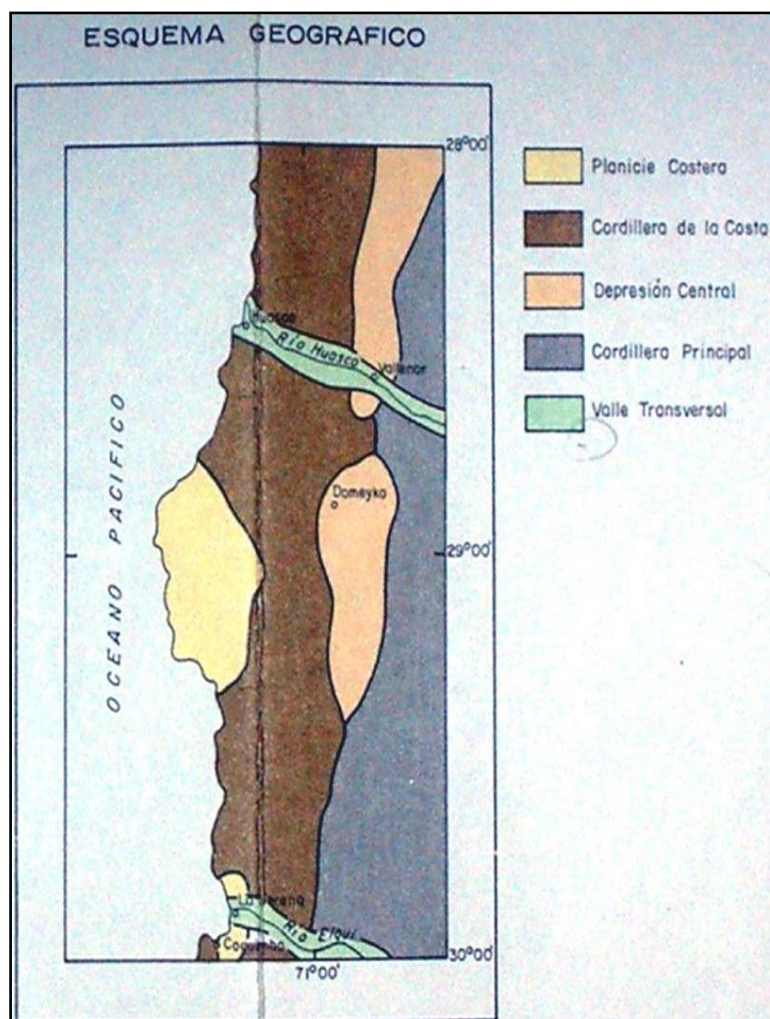 ESQUEMA GEOGRAFICO
28°00'
Planicie Costera
Cordillera de la Costa
Depresión Central
Cordillera Principal
Valle Transversal
Huasco
Río Huasco
Vallenar
OCEANO PACIFICO
Domeyko
29°00'
La Serena
Río Elqui
Coquimbo
30°00'
71°00'